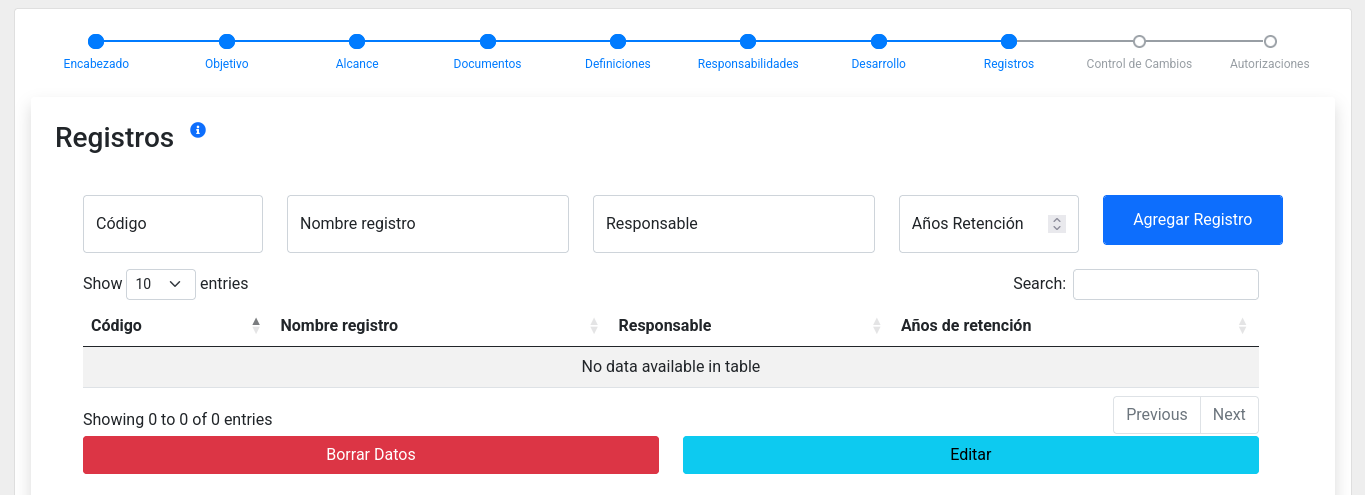 Encabezado Objetivo Alcance Documentos Definiciones Responsabilidades Desarrollo Registros Control de Cambios Autorizaciones
Registros
Código Nombre registro Responsable Años Retención Agregar Registro
Show 10 entries Search:
Código Nombre registro Responsable Años de retención
No data available in table
Showing 0 to 0 of 0 entries Previous Next
Borrar Datos Editar